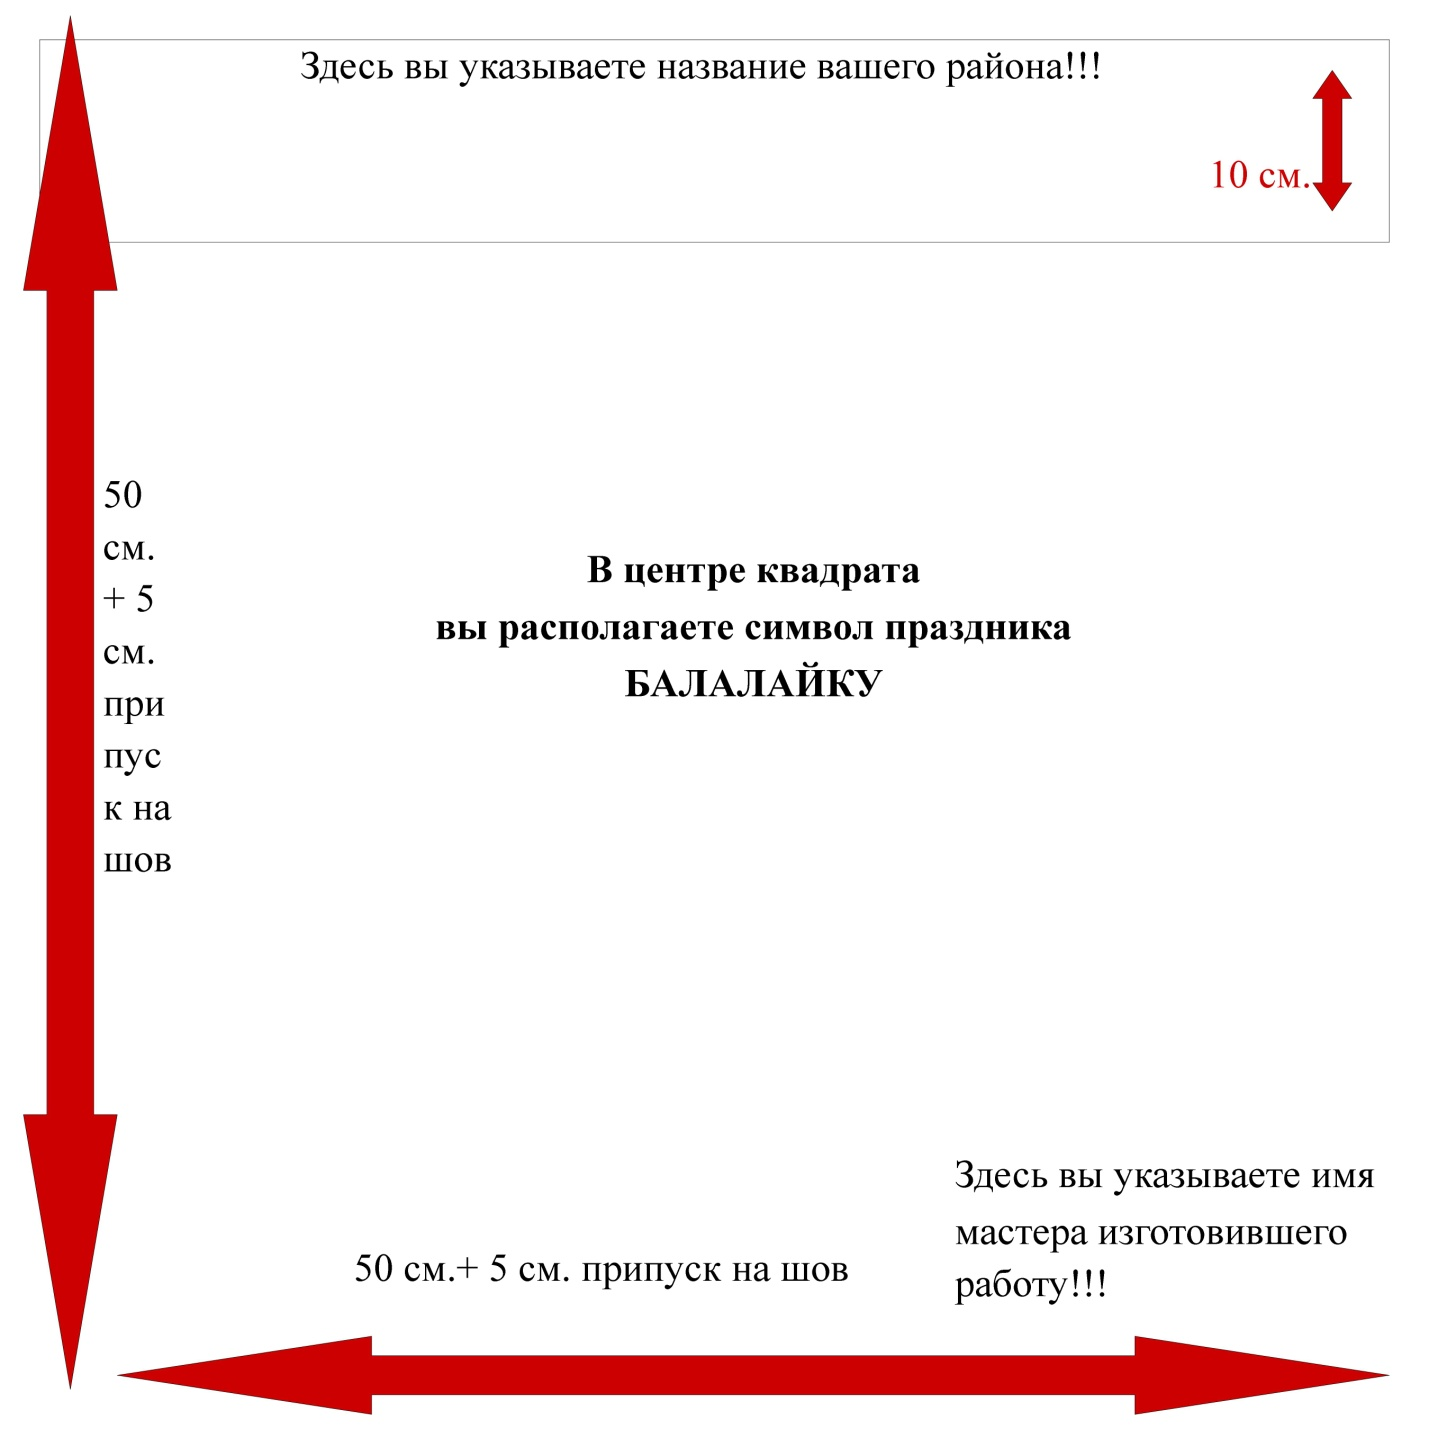 Здесь вы указываете название вашего района!!!
10 см.
50
см.
+ 5
см.
при
пус
к на
шов
В центре квадрата
вы располагаете символ праздника
БАЛАЛАЙКУ
Здесь вы указываете имя
мастера изготовившего
работу!!!
50 см.+ 5 см. припуск на шов